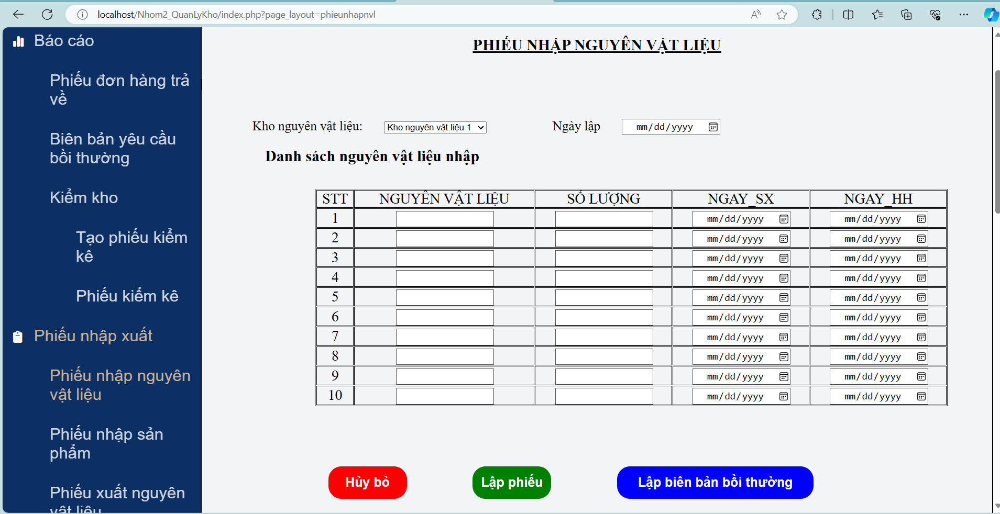 localhost/Nhom2_QuanLyKho/index.php?page_layout=phieunhapnvl
Báo cáo
Phiếu đơn hàng trả
về
Biên bản yêu cầu
bồi thường
Kiểm kho
Tạo phiếu kiểm
kê
Phiếu kiểm kê
Phiếu nhập xuất
Phiếu nhập nguyên
vật liệu
Phiếu nhập sản
phẩm
Phiếu xuất nguyên
vật liệu
PHIẾU NHẬP NGUYÊN VẬT LIỆU
Kho nguyên vật liệu: Kho nguyên vật liệu 1 Ngày lập mm/dd/yyyy
Danh sách nguyên vật liệu nhập
STT NGUYÊN VẬT LIỆU SỐ LƯỢNG NGAY_SX NGAY_HH
1 mm/dd/yyyy mm/dd/yyyy
2 mm/dd/yyyy mm/dd/yyyy
3 mm/dd/yyyy mm/dd/yyyy
4 mm/dd/yyyy mm/dd/yyyy
5 mm/dd/yyyy mm/dd/yyyy
6 mm/dd/yyyy mm/dd/yyyy
7 mm/dd/yyyy mm/dd/yyyy
8 mm/dd/yyyy mm/dd/yyyy
9 mm/dd/yyyy mm/dd/yyyy
10 mm/dd/yyyy mm/dd/yyyy
Hủy bỏ Lập phiếu Lập biên bản bồi thường